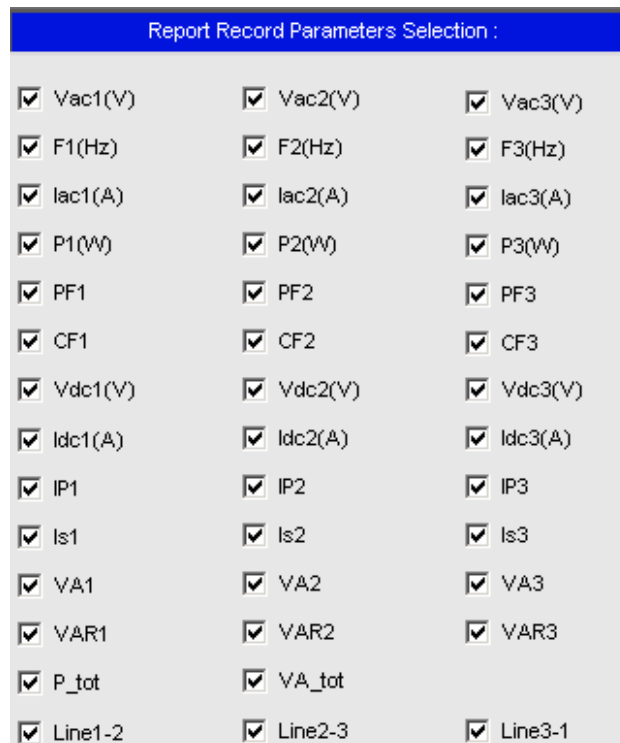 Report Record Parameters Selection :
Vac1(V) Vac2(V) Vac3(V)
F1(Hz) F2(Hz) F3(Hz)
Iac1(A) Iac2(A) Iac3(A)
P1(W) P2(W) P3(W)
PF1 PF2 PF3
CF1 CF2 CF3
Vdc1(V) Vdc2(V) Vdc3(V)
Idc1(A) Idc2(A) Idc3(A)
IP1 IP2 IP3
Is1 Is2 Is3
VA1 VA2 VA3
VAR1 VAR2 VAR3
P_tot VA_tot
Line1-2 Line2-3 Line3-1